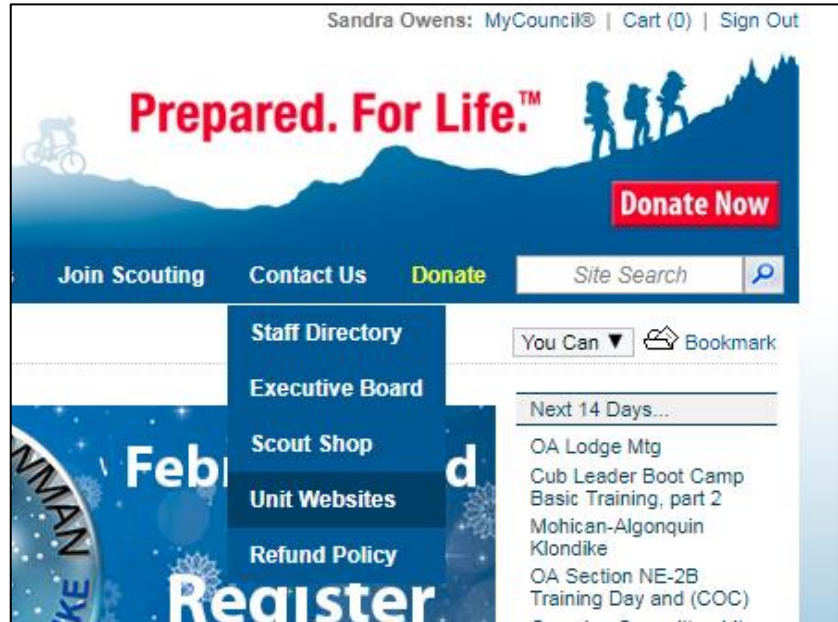 Sandra Owens: MyCouncil® | Cart (0) | Sign Out
Prepared. For Life.™
Donate Now
Join Scouting Contact Us Donate Site Search
Staff Directory
Executive Board
Scout Shop
Unit Websites
Refund Policy
You Can ▼ Bookmark
Register
Next 14 Days...
OA Lodge Mtg
Cub Leader Boot Camp
Basic Training, part 2
Mohican-Algonquin
Klondike
OA Section NE-2B
Training Day and (COC)